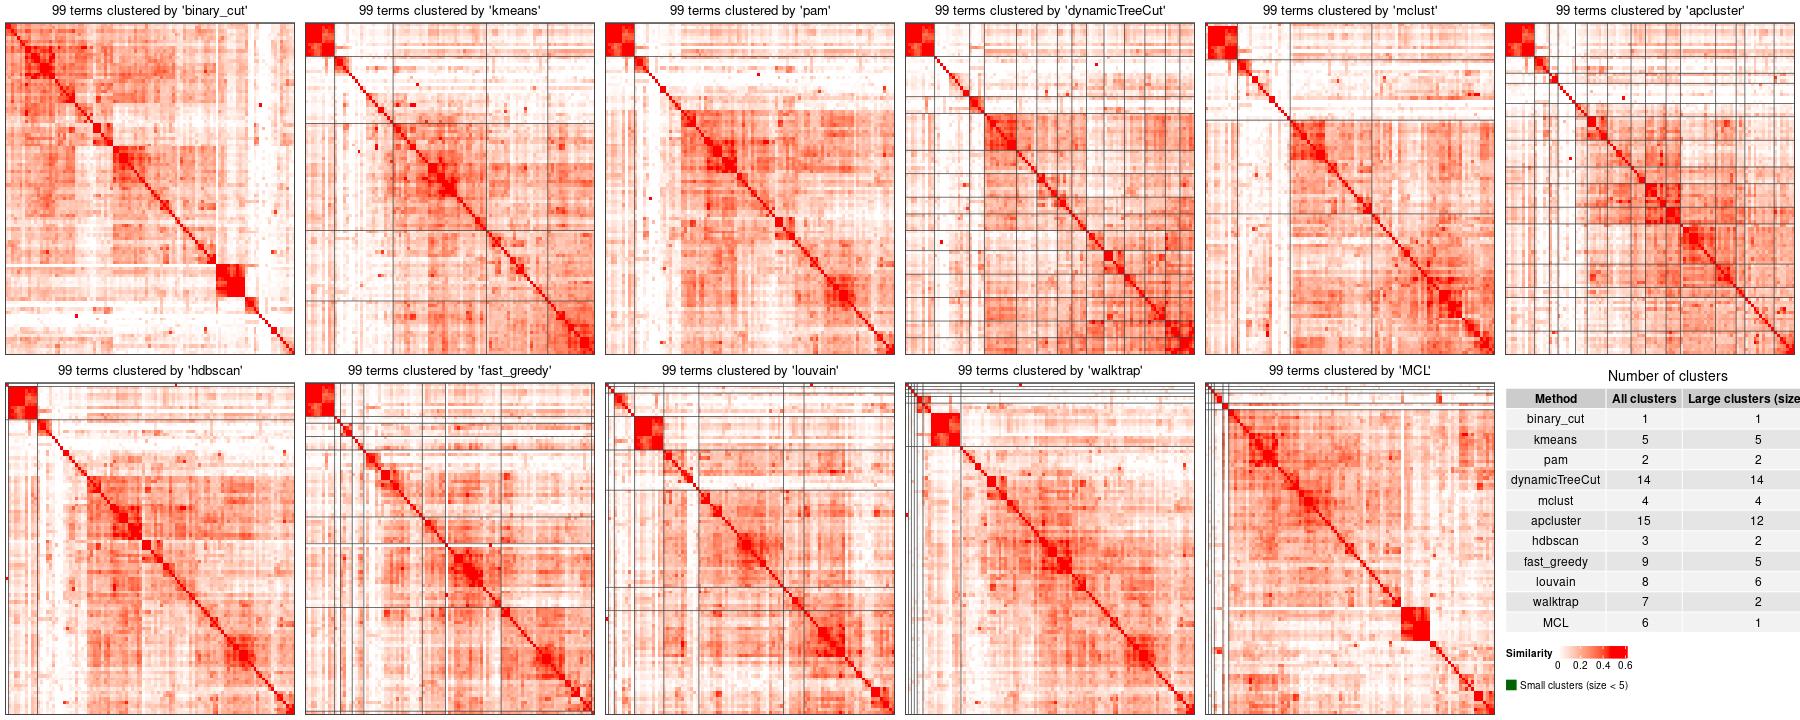 99 terms clustered by 'binary_cut'
99 terms clustered by 'kmeans'
99 terms clustered by 'pam'
99 terms clustered by 'dynamicTreeCut'
99 terms clustered by 'mclust'
99 terms clustered by 'apcluster'
99 terms clustered by 'hdbscan'
99 terms clustered by 'fast_greedy'
99 terms clustered by 'louvain'
99 terms clustered by 'walktrap'
99 terms clustered by 'MCL'
Number of clusters
Method All clusters Large clusters (size
binary_cut 1 1
kmeans 5 5
pam 2 2
dynamicTreeCut 14 14
mclust 4 4
apcluster 15 12
hdbscan 3 2
fast_greedy 9 5
louvain 8 6
walktrap 7 2
MCL 6 1
Similarity
0 0.2 0.4 0.6
Small clusters (size < 5)